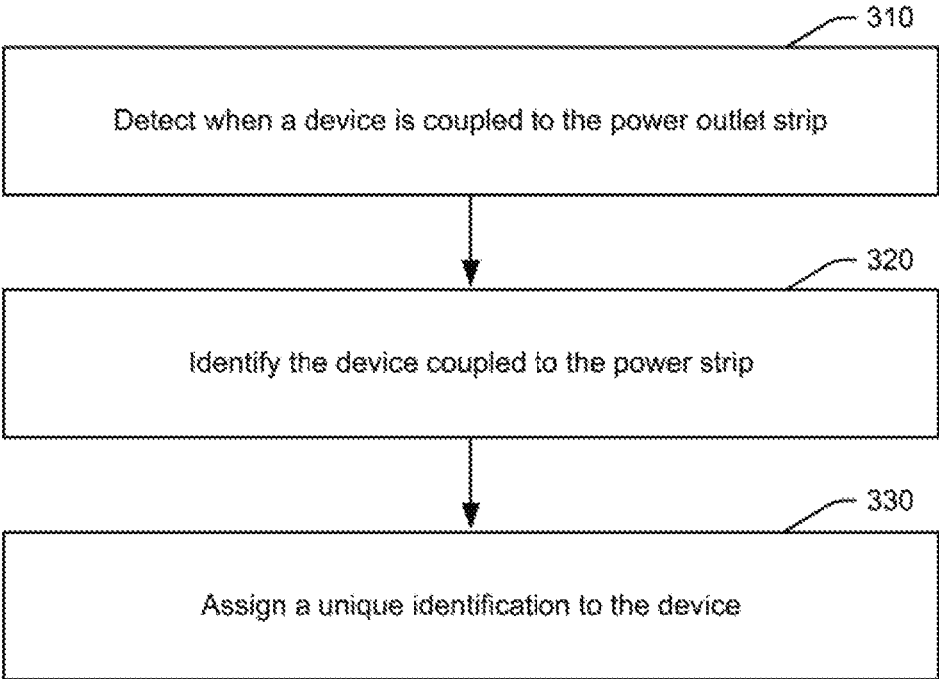 310
Detect when a device is coupled to the power outlet strip
320
Identify the device coupled to the power strip
330
Assign a unique identification to the device